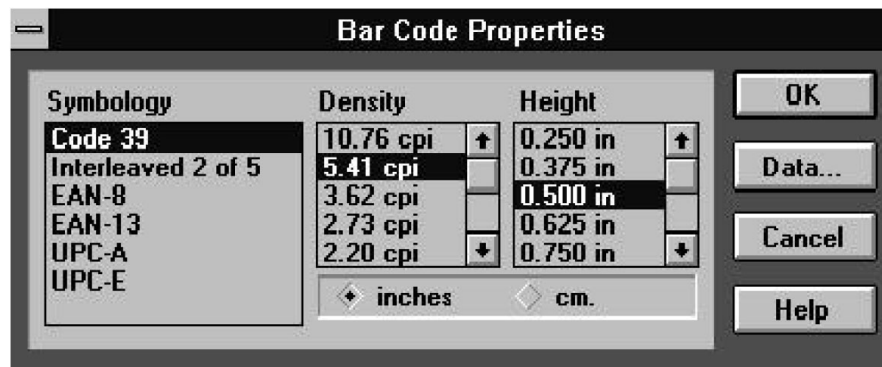 Bar Code Properties
Symbology
Code 39
Interleaved 2 of 5
EAN-8
EAN-13
UPC-A
UPC-E
Density
10.76 cpi
5.41 cpi
3.62 cpi
2.73 cpi
2.20 cpi
Height
0.250 in
0.375 in
0.500 in
0.625 in
0.750 in
inches
cm.
OK
Data...
Cancel
Help